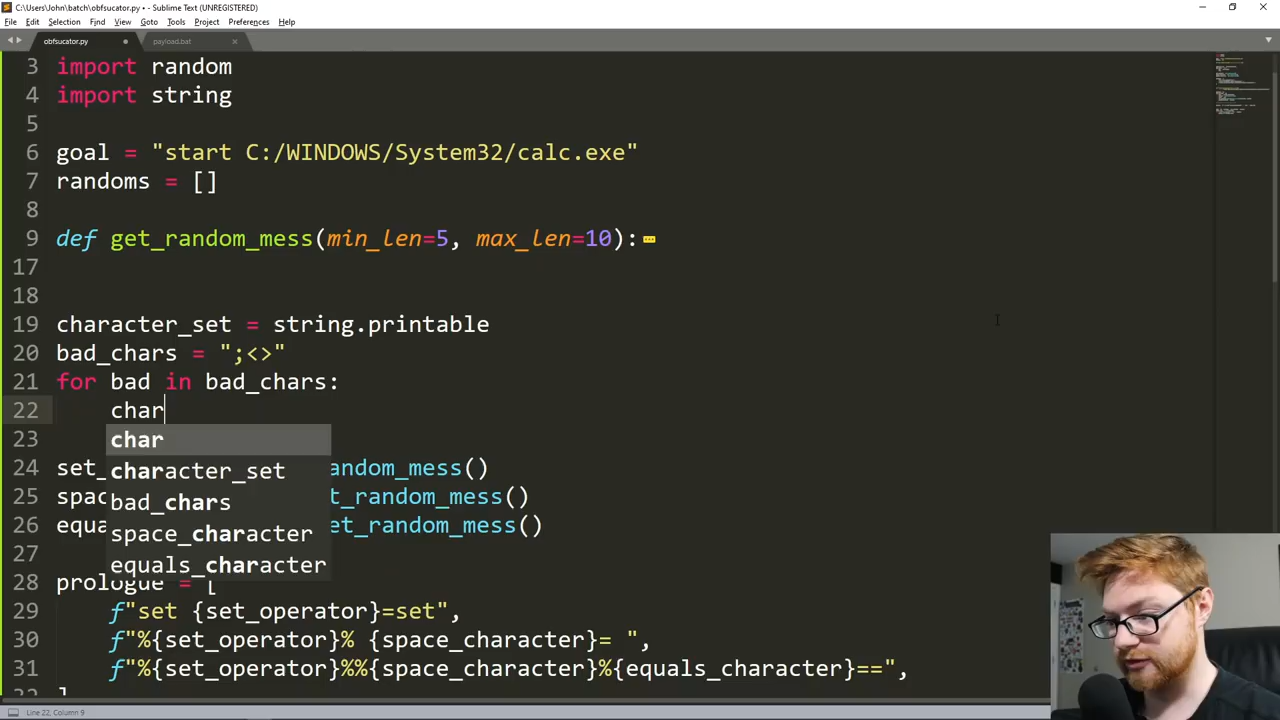 C:\Users\John\batch\obfsucator.py • - Sublime Text (UNREGISTERED)
File Edit Selection Find View Goto Tools Project Preferences Help
obfsucator.py payload.bat
3 import random
4 import string
5
6 goal = "start C:/WINDOWS/System32/calc.exe"
7 randoms = []
8
9 def get_random_mess(min_len=5, max_len=10):
17
18
19 character_set = string.printable
20 bad_chars = ";<>"
21 for bad in bad_chars:
22 char
23 char
character_set
24 set_ andom_mess()
bad_chars
25 spac t_random_mess()
space_character
26 equa et_random_mess()
27 equals_character
28 prologue = [
29 f"set {set_operator}=set",
30 f"%{set_operator}% {space_character}= ",
31 f"%{set_operator}%%{space_character}%{equals_character}==",
Line 22, Column 9